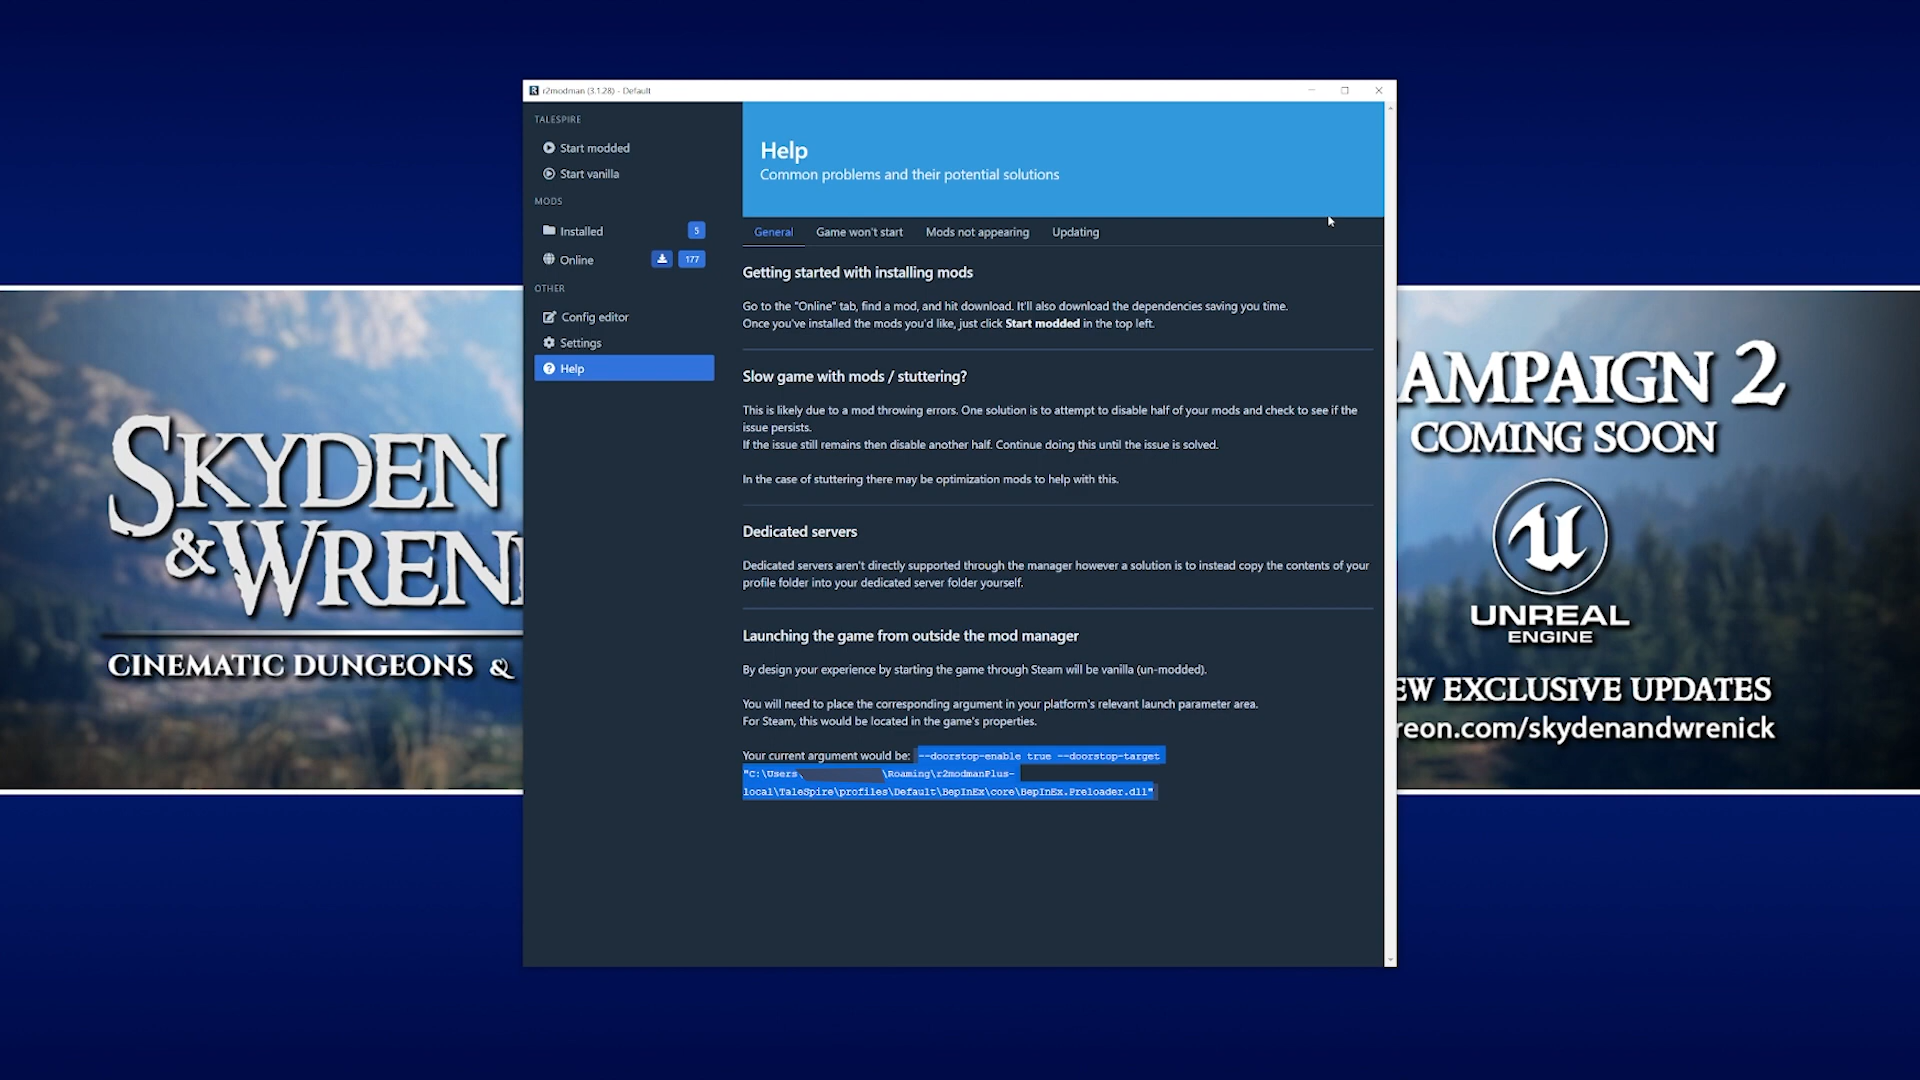 r2modman (3.1.28) - Default
TALESPIRE
Start modded
Start vanilla
MODS
Installed 5
Online 177
OTHER
Config editor
Settings
Help
Help
Common problems and their potential solutions
General Game won't start Mods not appearing Updating
Getting started with installing mods
Go to the "Online" tab, find a mod, and hit download. It'll also download the dependencies saving you time.
Once you've installed the mods you'd like, just click Start modded in the top left.
Slow game with mods / stuttering?
This is likely due to a mod throwing errors. One solution is to attempt to disable half of your mods and check to see if the
issue persists.
If the issue still remains then disable another half. Continue doing this until the issue is solved.
In the case of stuttering there may be optimization mods to help with this.
Dedicated servers
Dedicated servers aren't directly supported through the manager however a solution is to instead copy the contents of your
profile folder into your dedicated server folder yourself.
Launching the game from outside the mod manager
By design your experience by starting the game through Steam will be vanilla (un-modded).
You will need to place the corresponding argument in your platform's relevant launch parameter area.
For Steam, this would be located in the game's properties.
Your current argument would be: --doorstop-enable true --doorstop-target
"C:\Users\ \Roaming\r2modmanPlus-
local\TaleSpire\profiles\Default\BepInEx\core\BepInEx.Preloader.dll"
SKYDEN
&WREN
CINEMATIC DUNGEONS &
AMPAIGN 2
COMING SOON
UNREAL
ENGINE
EW EXCLUSIVE UPDATES
reon.com/skydenandwrenick